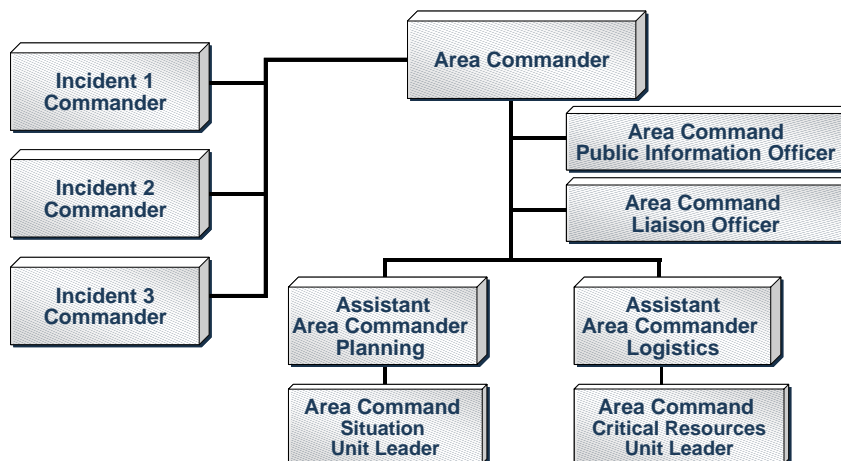 Area Commander
Incident 1
Commander
Incident 2
Commander
Incident 3
Commander
Area Command
Public Information Officer
Area Command
Liaison Officer
Assistant
Area Commander
Planning
Assistant
Area Commander
Logistics
Area Command
Situation
Unit Leader
Area Command
Critical Resources
Unit Leader